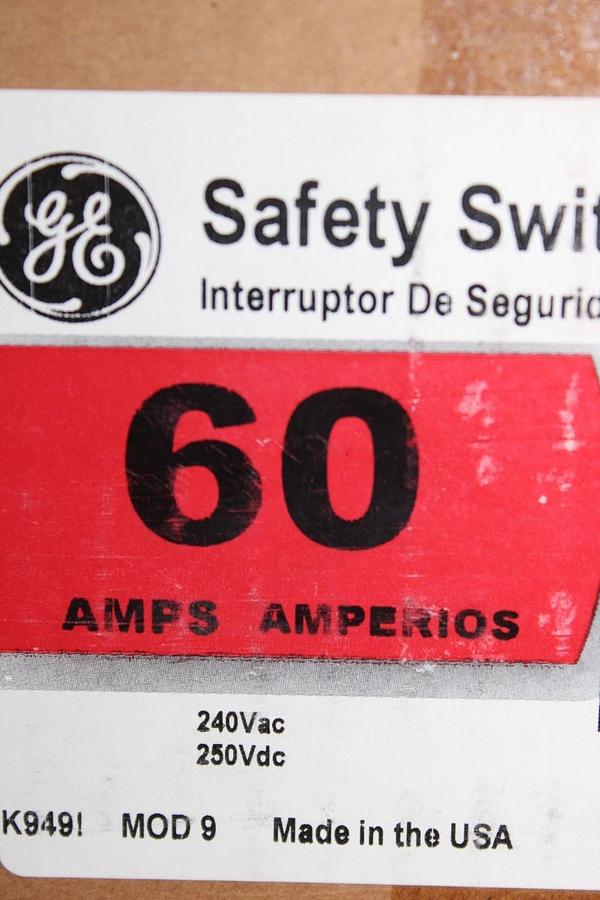 GE
Safety Swit
Interruptor De Segurid
60
AMPS AMPERIOS
240Vac
250Vdc
K949! MOD 9 Made in the USA